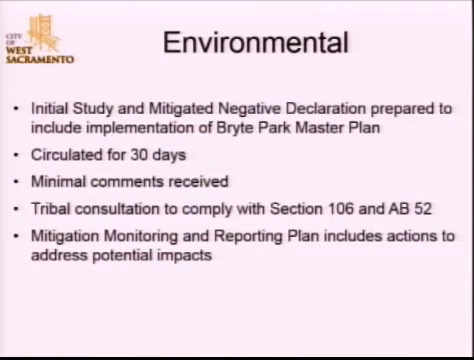 CITY
OF
WEST
SACRAMENTO
Environmental
• Initial Study and Mitigated Negative Declaration prepared to
include implementation of Bryte Park Master Plan
• Circulated for 30 days
• Minimal comments received
• Tribal consultation to comply with Section 106 and AB 52
• Mitigation Monitoring and Reporting Plan includes actions to
address potential impacts